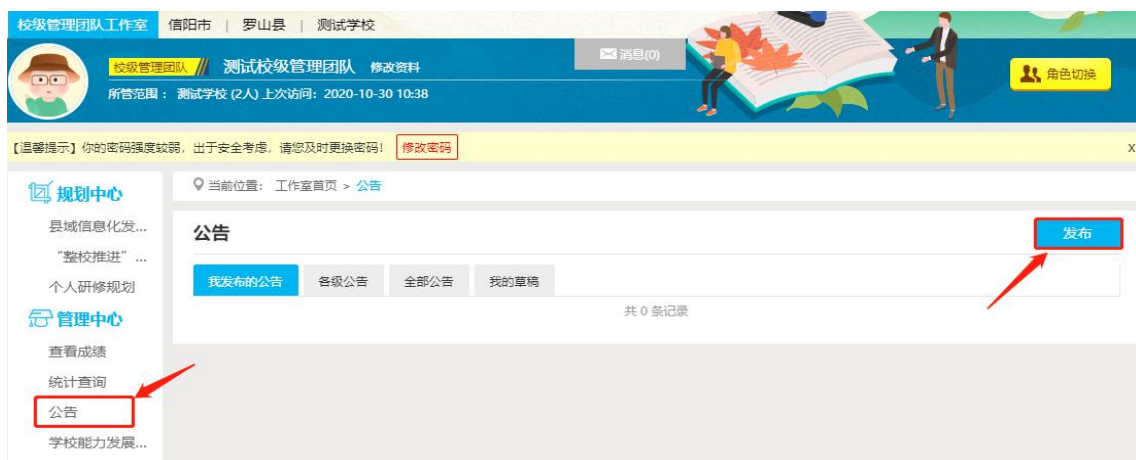 校级管理团队工作室 信阳市 | 罗山县 | 测试学校
消息(0)
校级管理团队 测试校级管理团队 修改资料
角色切换
所管范围：测试学校 (2人) 上次访问：2020-10-30 10:38
【温馨提示】你的密码强度较弱，出于安全考虑，请您及时更换密码！ 修改密码 X
规划中心
县域信息化发...
“整校推进” ...
个人研修规划
管理中心
查看成绩
统计查询
公告
学校能力发展...
当前位置： 工作室首页 > 公告
公告 发布
我发布的公告 各级公告 全部公告 我的草稿
共 0 条记录